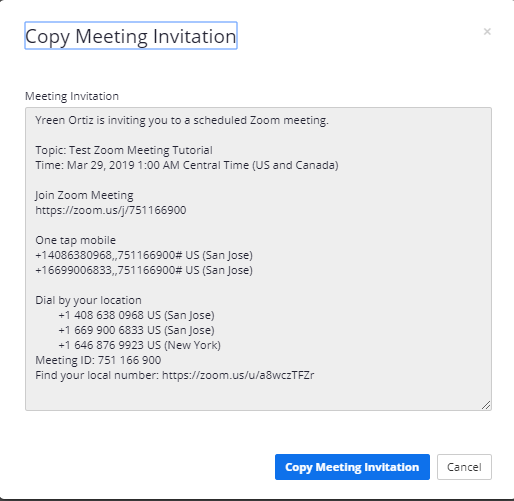 Copy Meeting Invitation
×
Meeting Invitation
Yreen Ortiz is inviting you to a scheduled Zoom meeting.
Topic: Test Zoom Meeting Tutorial
Time: Mar 29, 2019 1:00 AM Central Time (US and Canada)
Join Zoom Meeting
https://zoom.us/j/751166900
One tap mobile
+14086380968,,751166900# US (San Jose)
+16699006833,,751166900# US (San Jose)
Dial by your location
+1 408 638 0968 US (San Jose)
+1 669 900 6833 US (San Jose)
+1 646 876 9923 US (New York)
Meeting ID: 751 166 900
Find your local number: https://zoom.us/u/a8wczTFZr
Copy Meeting Invitation Cancel